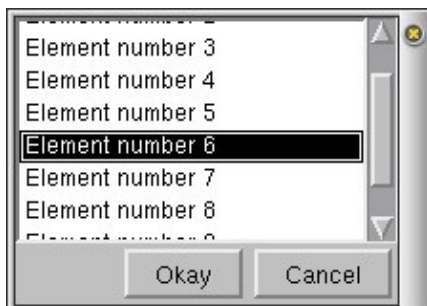 Element number 3
Element number 4
Element number 5
Element number 6
Element number 7
Element number 8
Okay
Cancel